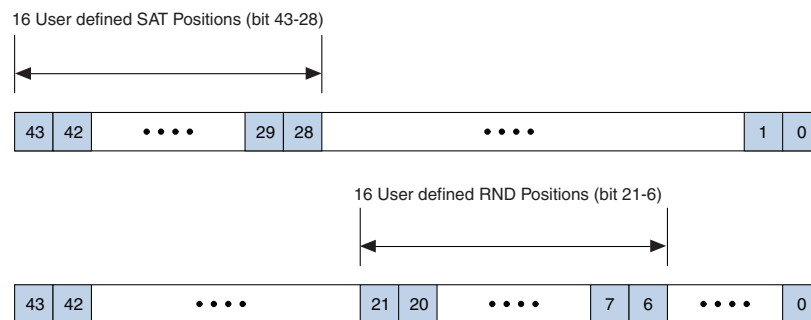 16 User defined SAT Positions (bit 43-28)
43 42 •••• 29 28 •••• 1 0
16 User defined RND Positions (bit 21-6)
43 42 •••• 21 20 •••• 7 6 •••• 0